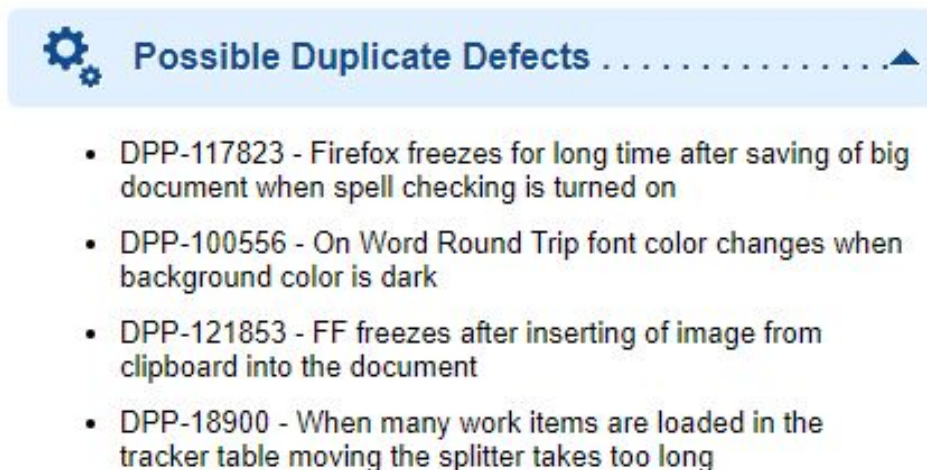 Possible Duplicate Defects . . . . . . . . . . . . . . . .
• DPP-117823 - Firefox freezes for long time after saving of big
document when spell checking is turned on
• DPP-100556 - On Word Round Trip font color changes when
background color is dark
• DPP-121853 - FF freezes after inserting of image from
clipboard into the document
• DPP-18900 - When many work items are loaded in the
tracker table moving the splitter takes too long